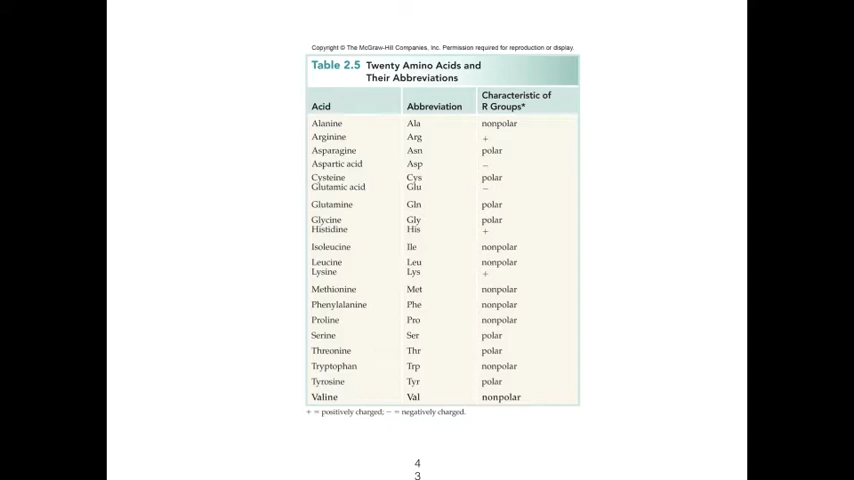 Copyright © The McGraw-Hill Companies, Inc. Permission required for reproduction or display.
Table 2.5 Twenty Amino Acids and
Their Abbreviations
Characteristic of
Acid Abbreviation R Groups*
Alanine Ala nonpolar
Arginine Arg +
Asparagine Asn polar
Aspartic acid Asp −
Cysteine Cys polar
Glutamic acid Glu −
Glutamine Gln polar
Glycine Gly polar
Histidine His +
Isoleucine Ile nonpolar
Leucine Leu nonpolar
Lysine Lys +
Methionine Met nonpolar
Phenylalanine Phe nonpolar
Proline Pro nonpolar
Serine Ser polar
Threonine Thr polar
Tryptophan Trp nonpolar
Tyrosine Tyr polar
Valine Val nonpolar
+ = positively charged; − = negatively charged.
4
3